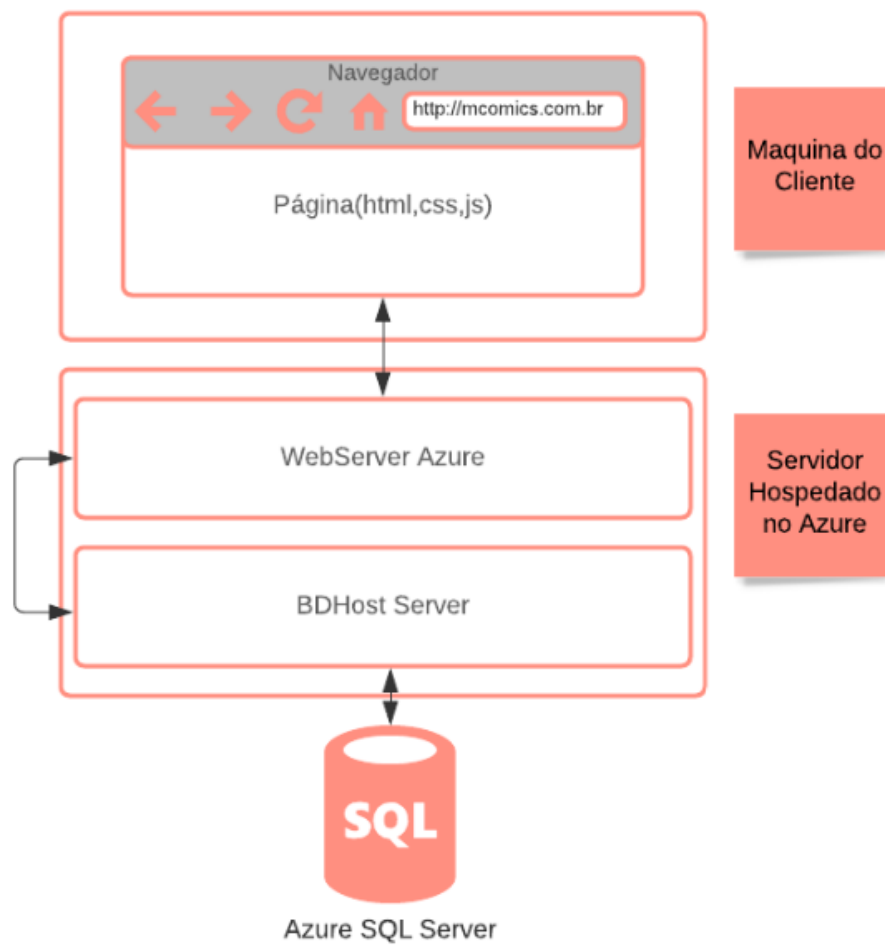 Navegador
http://mcomics.com.br
Página(html,css,js)
Maquina do
Cliente
WebServer Azure
Servidor
Hospedado
no Azure
BDHost Server
SQL
Azure SQL Server